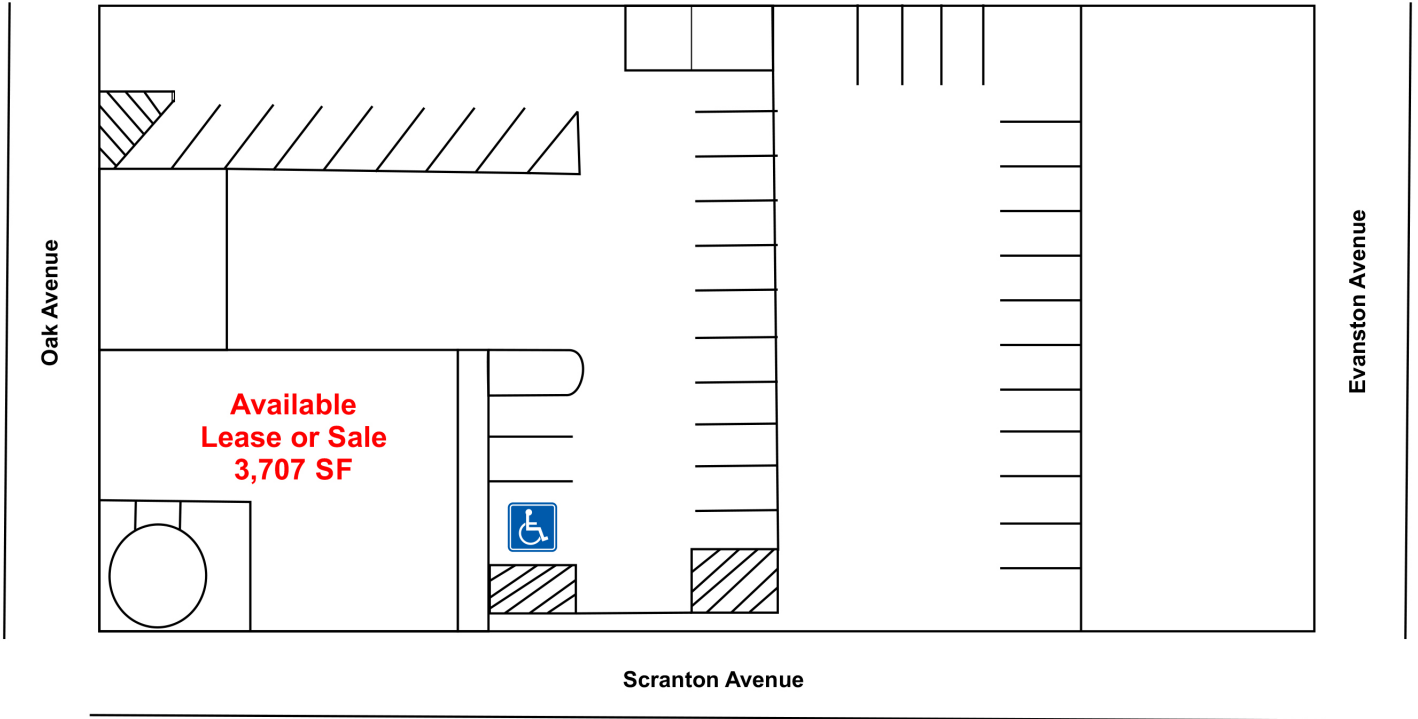 Oak Avenue
Available
Lease or Sale
3,707 SF
Evanston Avenue
Scranton Avenue